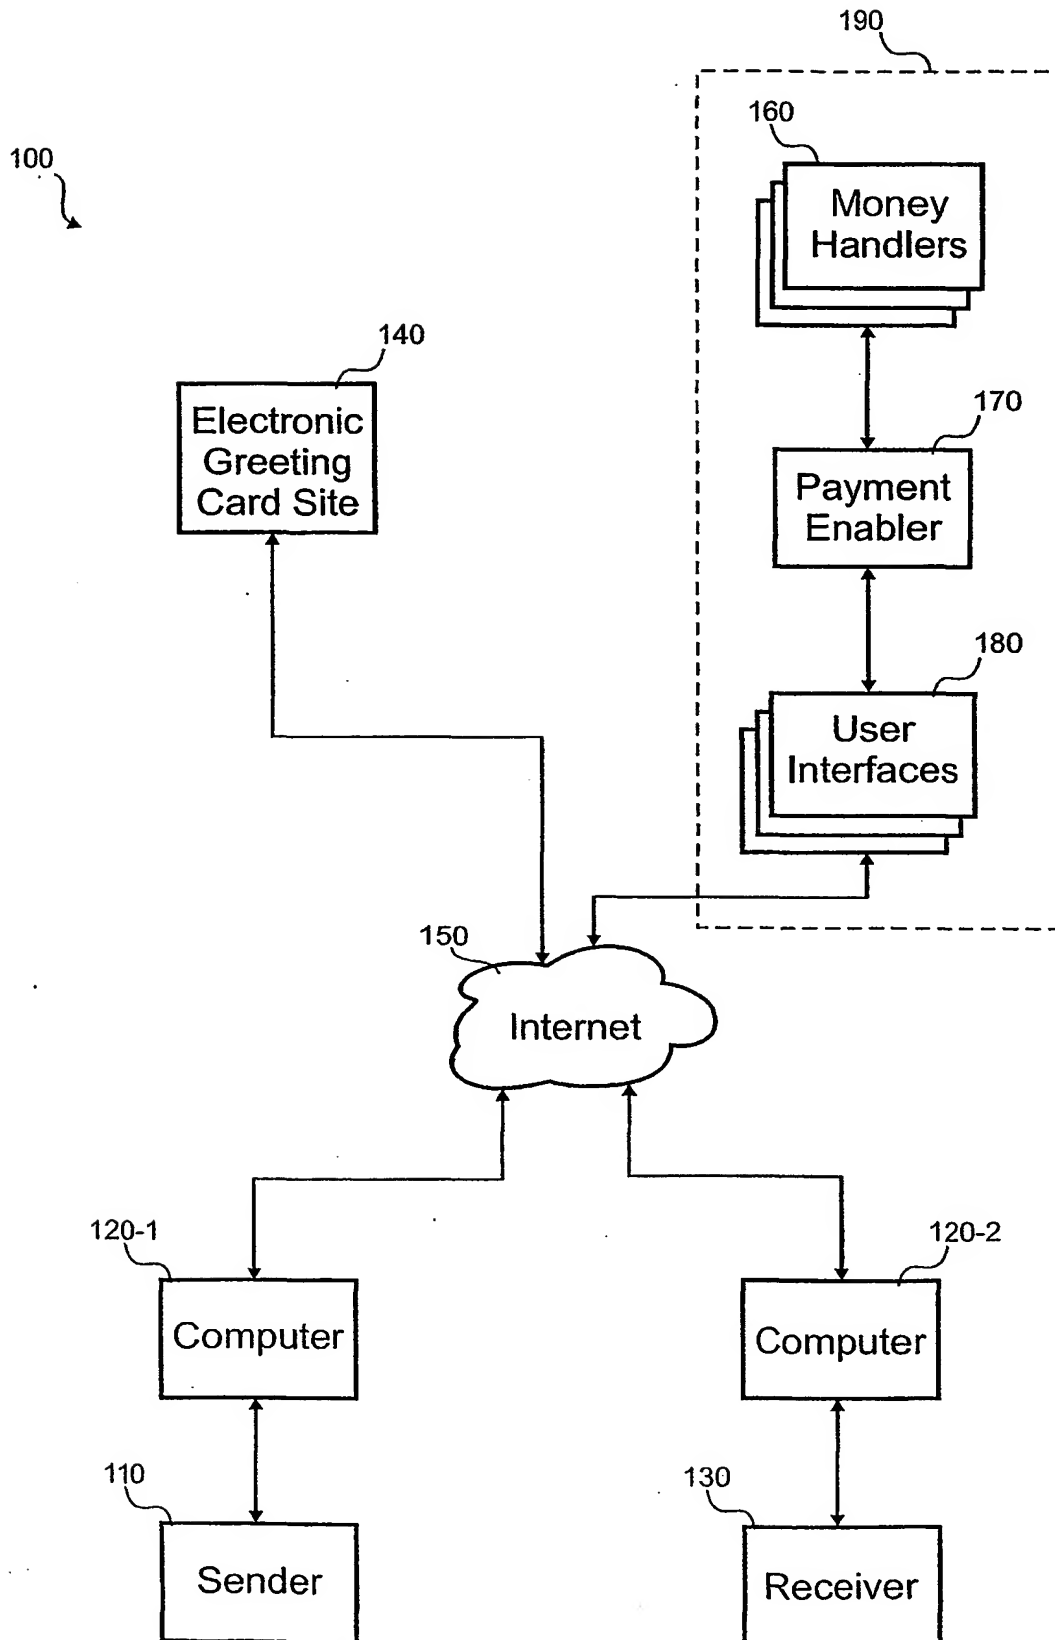 190
160
100
Money
Handlers
140
Electronic
Greeting
Card Site
170
Payment
Enabler
180
User
Interfaces
150
Internet
120-1
Computer
120-2
Computer
110
Sender
130
Receiver